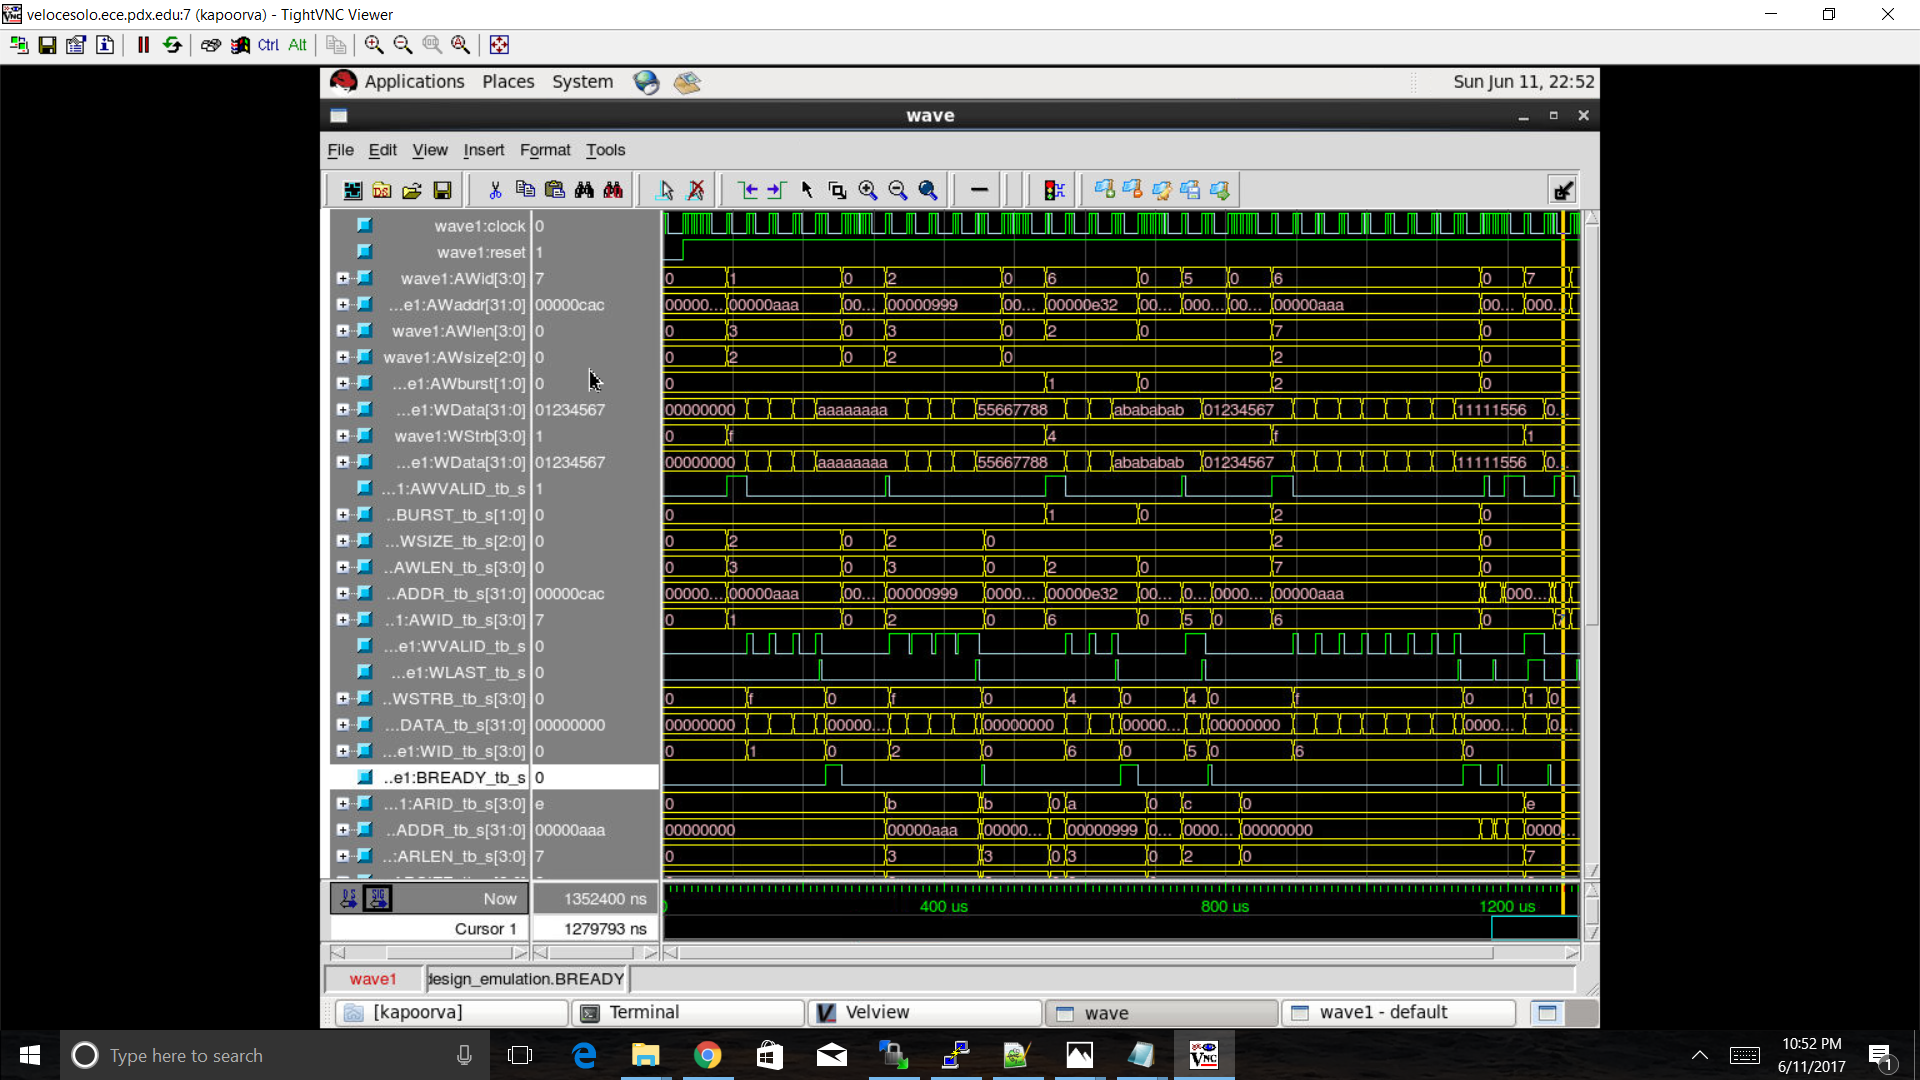 velocesolo.ece.pdx.edu:7 (kapoorva) - TightVNC Viewer
Ctrl Alt
Applications Places System Sun Jun 11, 22:52
wave
File Edit View Insert Format Tools
wave1:clock 0
wave1:reset 1
wave1:AWid[3:0] 7 0 1 0 2 0 6 0 5 0 6 0 7
...e1:AWaddr[31:0] 00000cac 00000... 00000aaa 00... 00000999 00... 00000e32 00... 000... 00... 00000aaa 00... 000...
wave1:AWlen[3:0] 0 0 3 0 3 0 2 0 7 0
wave1:AWsize[2:0] 0 0 2 0 2 0 2 0
...e1:AWburst[1:0] 0 0 1 0 2 0
...e1:WData[31:0] 01234567 00000000 aaaaaaaa 55667788 abababab 01234567 11111556 0...
wave1:WStrb[3:0] 1 0 f 4 f 1
...e1:WData[31:0] 01234567 00000000 aaaaaaaa 55667788 abababab 01234567 11111556 0...
...1:AWVALID_tb_s 1
..BURST_tb_s[1:0] 0 0 1 0 2 0
...WSIZE_tb_s[2:0] 0 0 2 0 2 0 2 0
..AWLEN_tb_s[3:0] 0 0 3 0 3 0 2 0 7 0
..ADDR_tb_s[31:0] 00000cac 00000... 00000aaa 00... 00000999 0000... 00000e32 00... 0... 0000... 00000aaa 000...
..1:AWID_tb_s[3:0] 7 0 1 0 2 0 6 0 5 0 6 0 7
...e1:WVALID_tb_s 0
...e1:WLAST_tb_s 0
..WSTRB_tb_s[3:0] 0 0 f 0 f 0 4 0 4 0 f 0 1 0
...DATA_tb_s[31:0] 00000000 00000000 00000... 00000000 00000... 00000000 0000... 0...
...e1:WID_tb_s[3:0] 0 0 1 0 2 0 6 0 5 0 6 0
..e1:BREADY_tb_s 0
...1:ARID_tb_s[3:0] e 0 b b 0 a 0 c 0 e
..ADDR_tb_s[31:0] 00000aaa 00000000 00000aaa 00000... 00000999 0... 0000... 00000000 0000...
..:ARLEN_tb_s[3:0] 7 0 3 3 0 3 0 2 0 7
Now 1352400 ns
400 us 800 us 1200 us
Cursor 1 1279793 ns
wave1 design_emulation.BREADY
[kapoorva] Terminal Velview wave wave1 - default
Type here to search
10:52 PM
6/11/2017
1